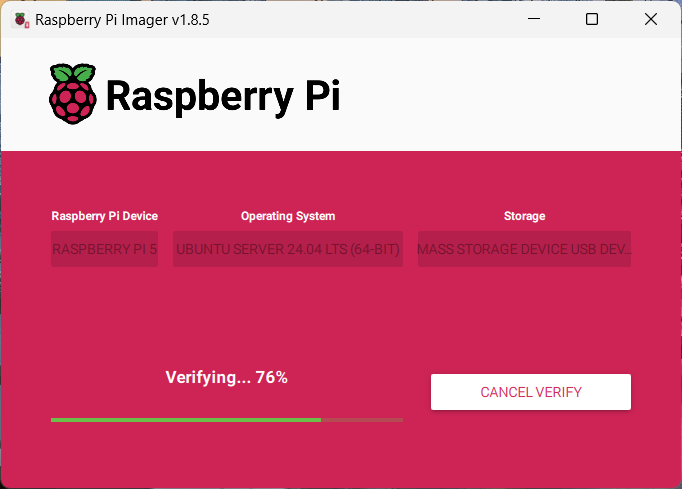 Raspberry Pi Imager v1.8.5
Raspberry Pi
Raspberry Pi Device
Operating System
Storage
RASPBERRY PI 5
UBUNTU SERVER 24.04 LTS (64-BIT)
MASS STORAGE DEVICE USB DEV...
Verifying... 76%
CANCEL VERIFY